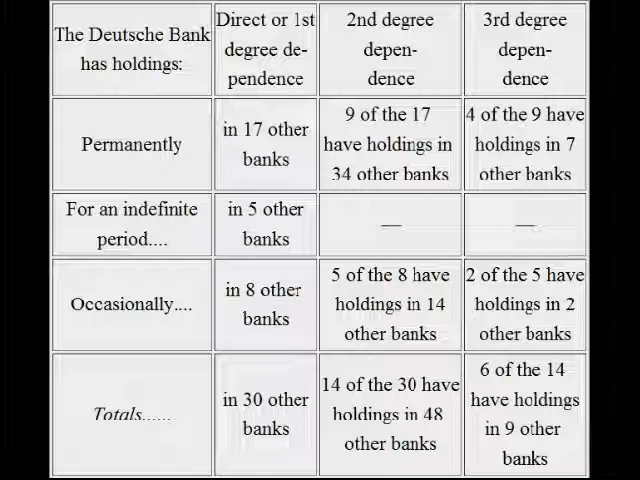 The Deutsche Bank
has holdings:
Direct or 1st
degree de-
pendence
2nd degree
depen-
dence
3rd degree
depen-
dence
Permanently
in 17 other
banks
9 of the 17
have holdings in
34 other banks
4 of the 9 have
holdings in 7
other banks
For an indefinite
period....
in 5 other
banks
—
—
Occasionally....
in 8 other
banks
5 of the 8 have
holdings in 14
other banks
2 of the 5 have
holdings in 2
other banks
Totals......
in 30 other
banks
14 of the 30 have
holdings in 48
other banks
6 of the 14
have holdings
in 9 other
banks